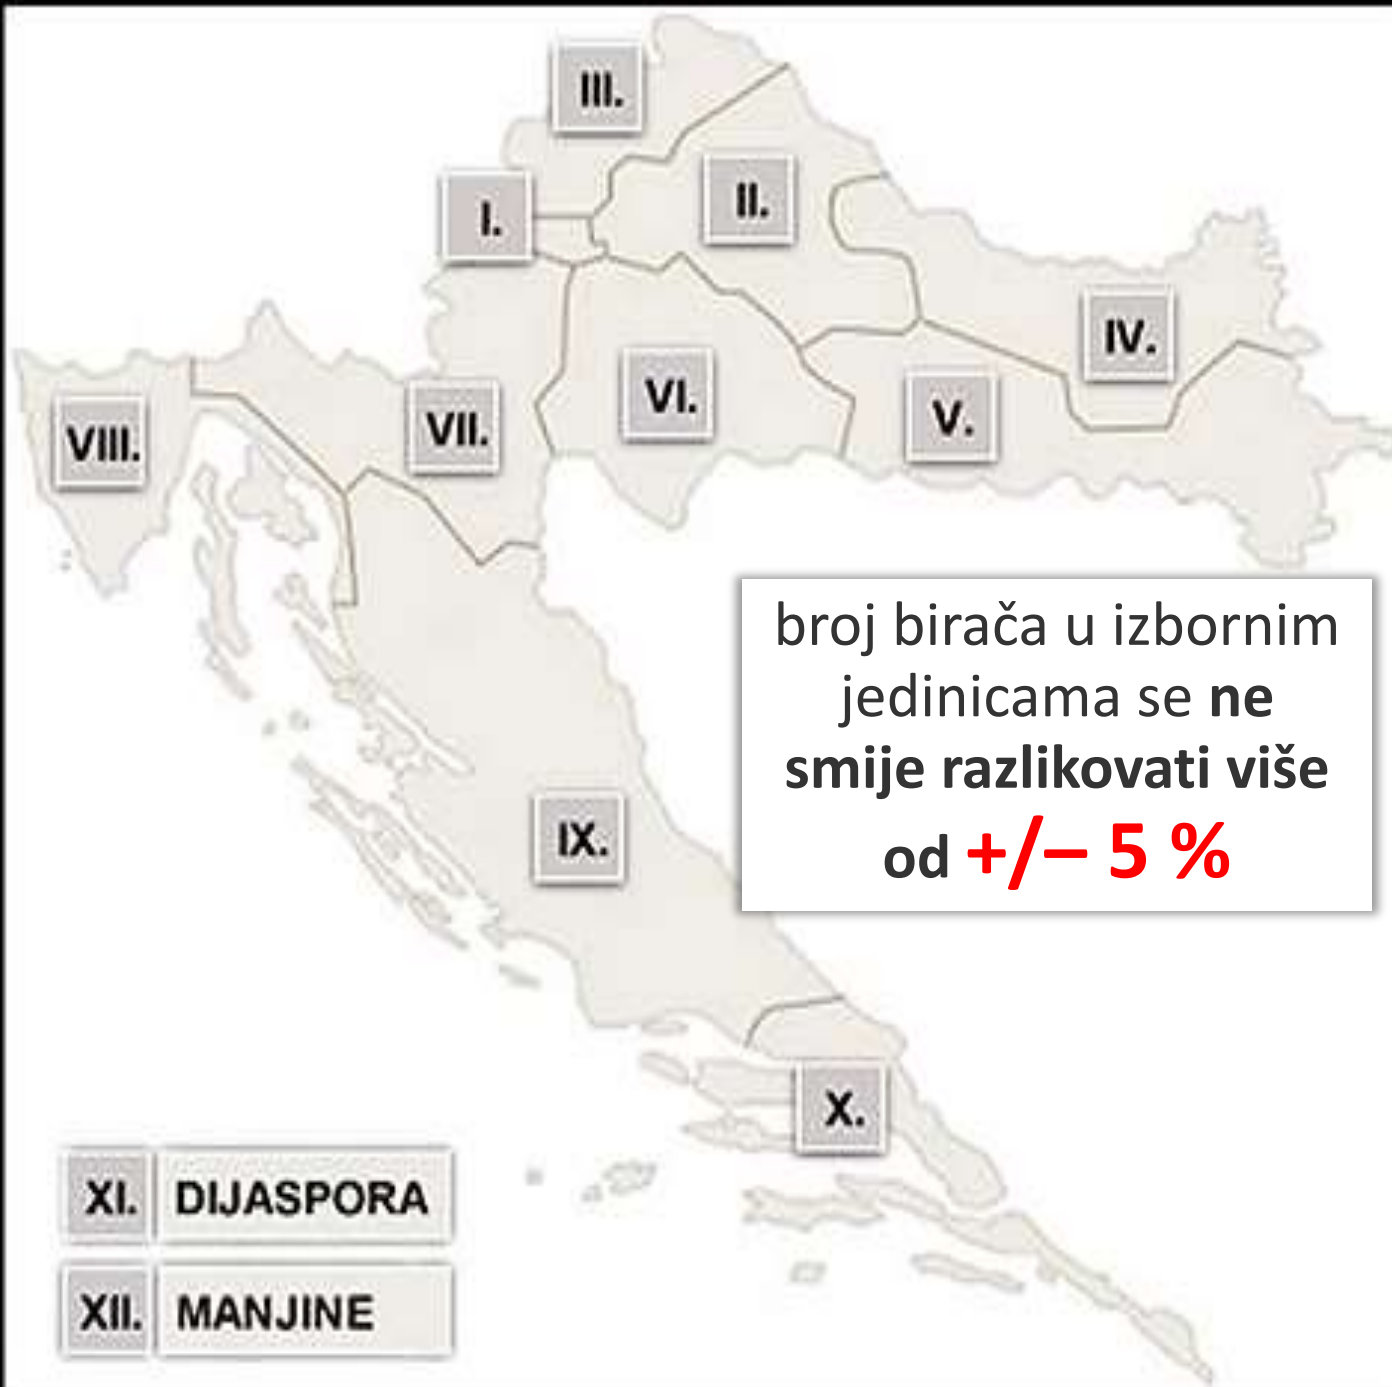 III.
I.
II.
IV.
VIII.
VII.
VI.
V.
broj birača u izbornim
jedinicama se ne
smije razlikovati više
od +/– 5 %
IX.
X.
XI. DIJASPORA
XII. MANJINE